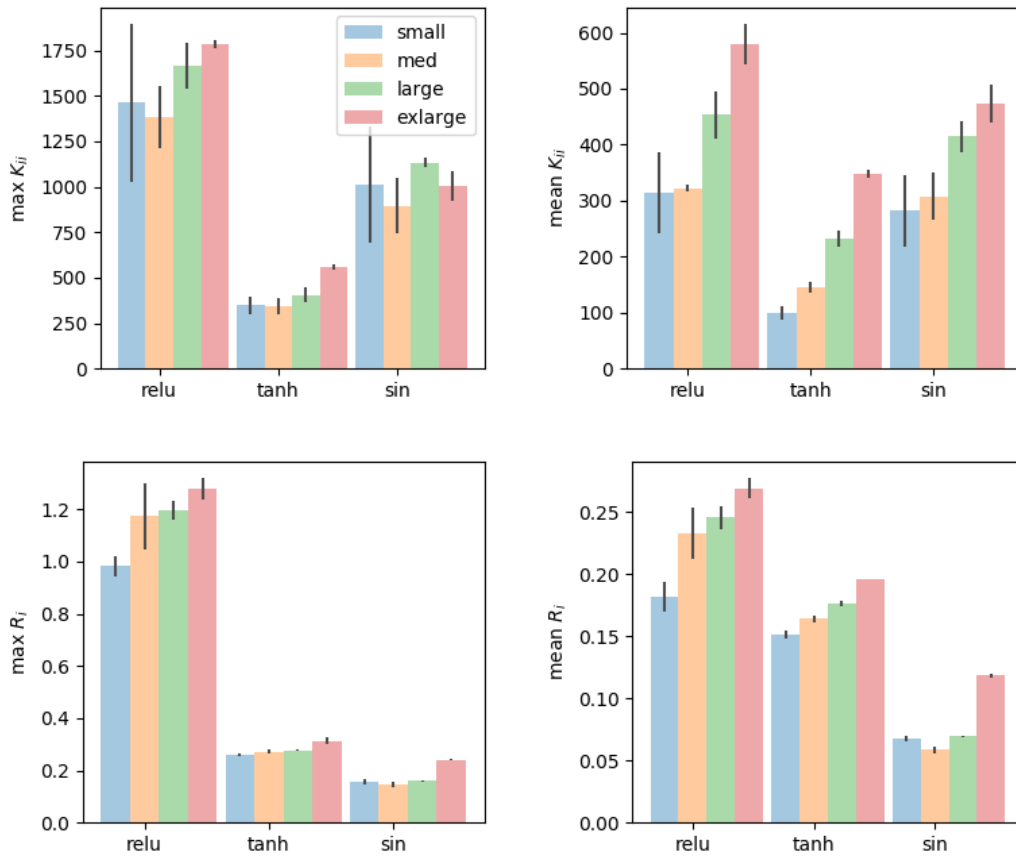 max K_ij
1750
1500
1250
1000
750
500
250
0
relu
tanh
sin
small
med
large
exlarge
mean K_ij
600
500
400
300
200
100
0
relu
tanh
sin
max R_i
1.2
1.0
0.8
0.6
0.4
0.2
0.0
relu
tanh
sin
mean R_i
0.25
0.20
0.15
0.10
0.05
0.00
relu
tanh
sin